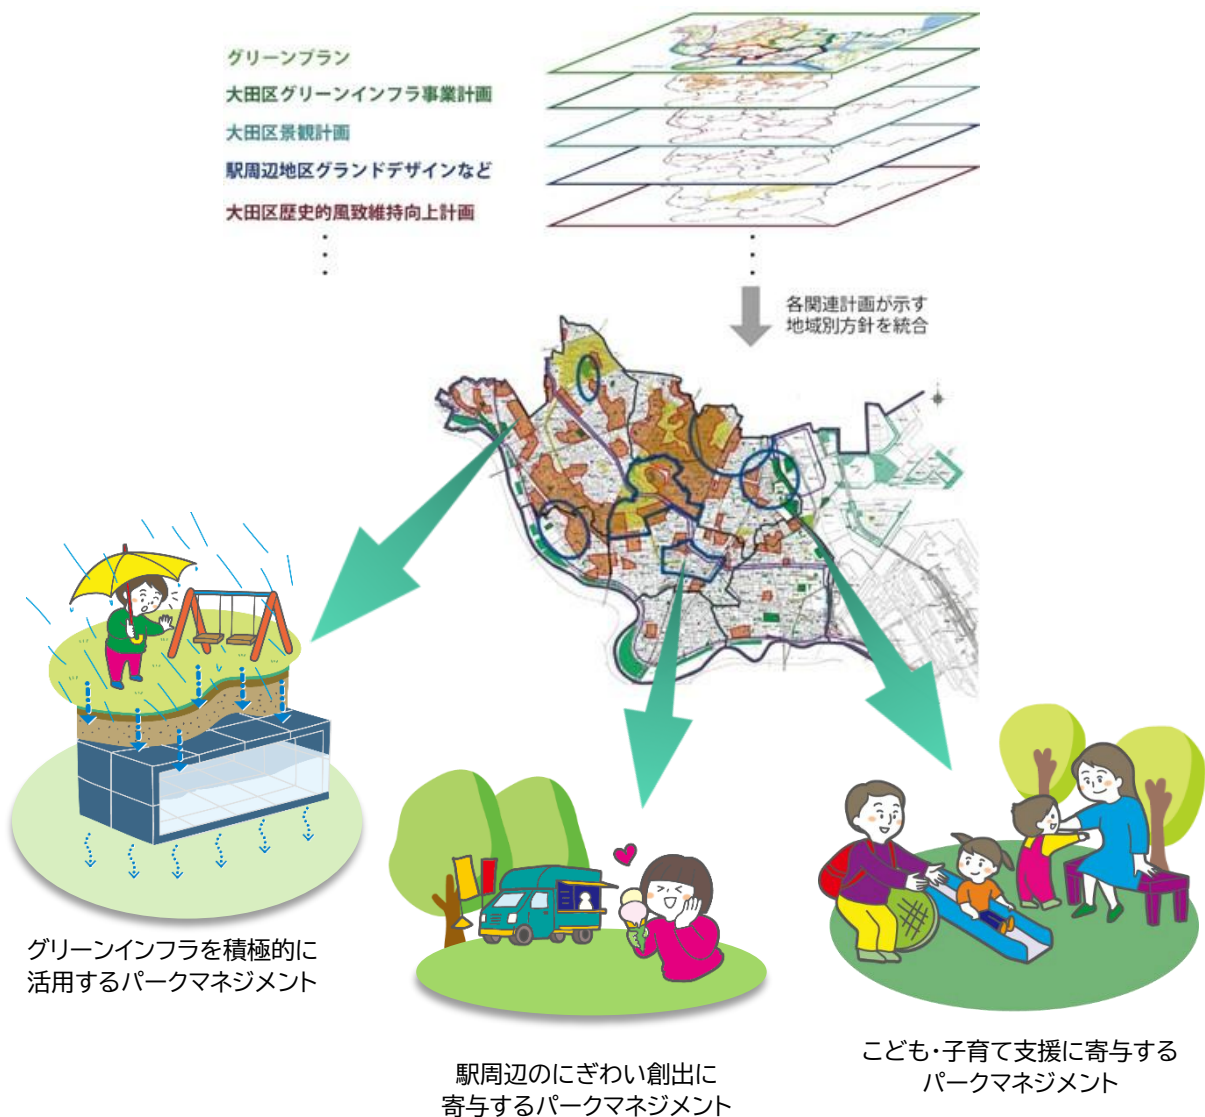 グリーンプラン
大田区グリーンインフラ事業計画
大田区景観計画
駅周辺地区グランドデザインなど
大田区歴史的風致維持向上計画
各関連計画が示す
地域別方針を統合
グリーンインフラを積極的に
活用するパークマネジメント
駅周辺のにぎわい創出に
寄与するパークマネジメント
こども・子育て支援に寄与する
パークマネジメント